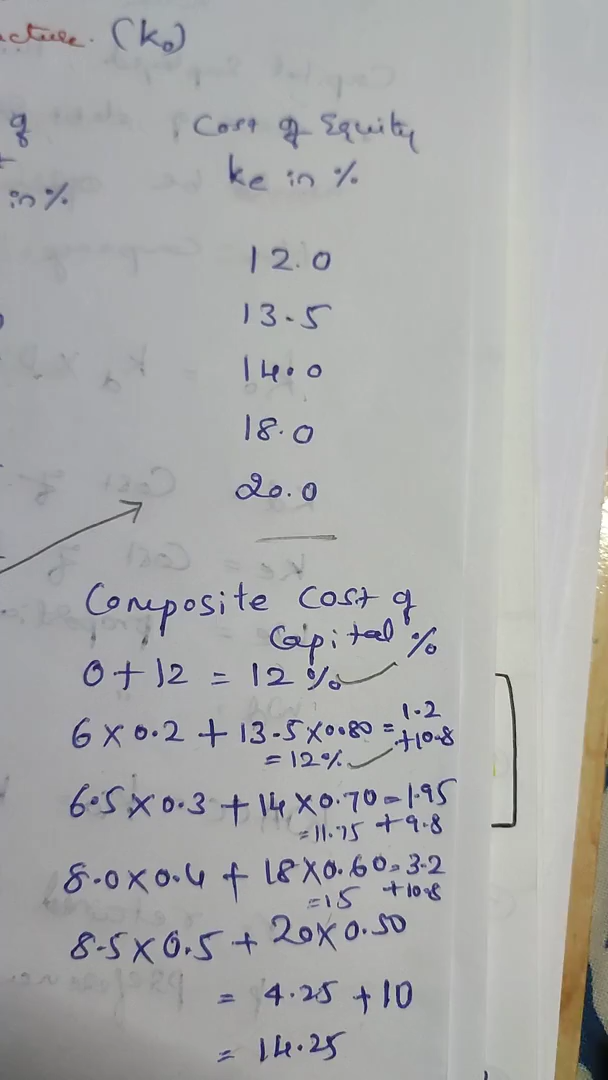 cture. (ko)
g Cost of Equity
in % ke in %
12.0
13.5
14.0
18.0
20.0
Composite Cost of
Capital %
0 + 12 = 12 %
6 x 0.2 + 13.5 x 0.80 = 1.2
= 12% + 10.8
6.5 x 0.3 + 14 x 0.70 = 1.95
= 11.75 + 9.8
8.0 x 0.4 + 18 x 0.60 = 3.2
= 15 + 10.8
8.5 x 0.5 + 20 x 0.50
= 4.25 + 10
= 14.25